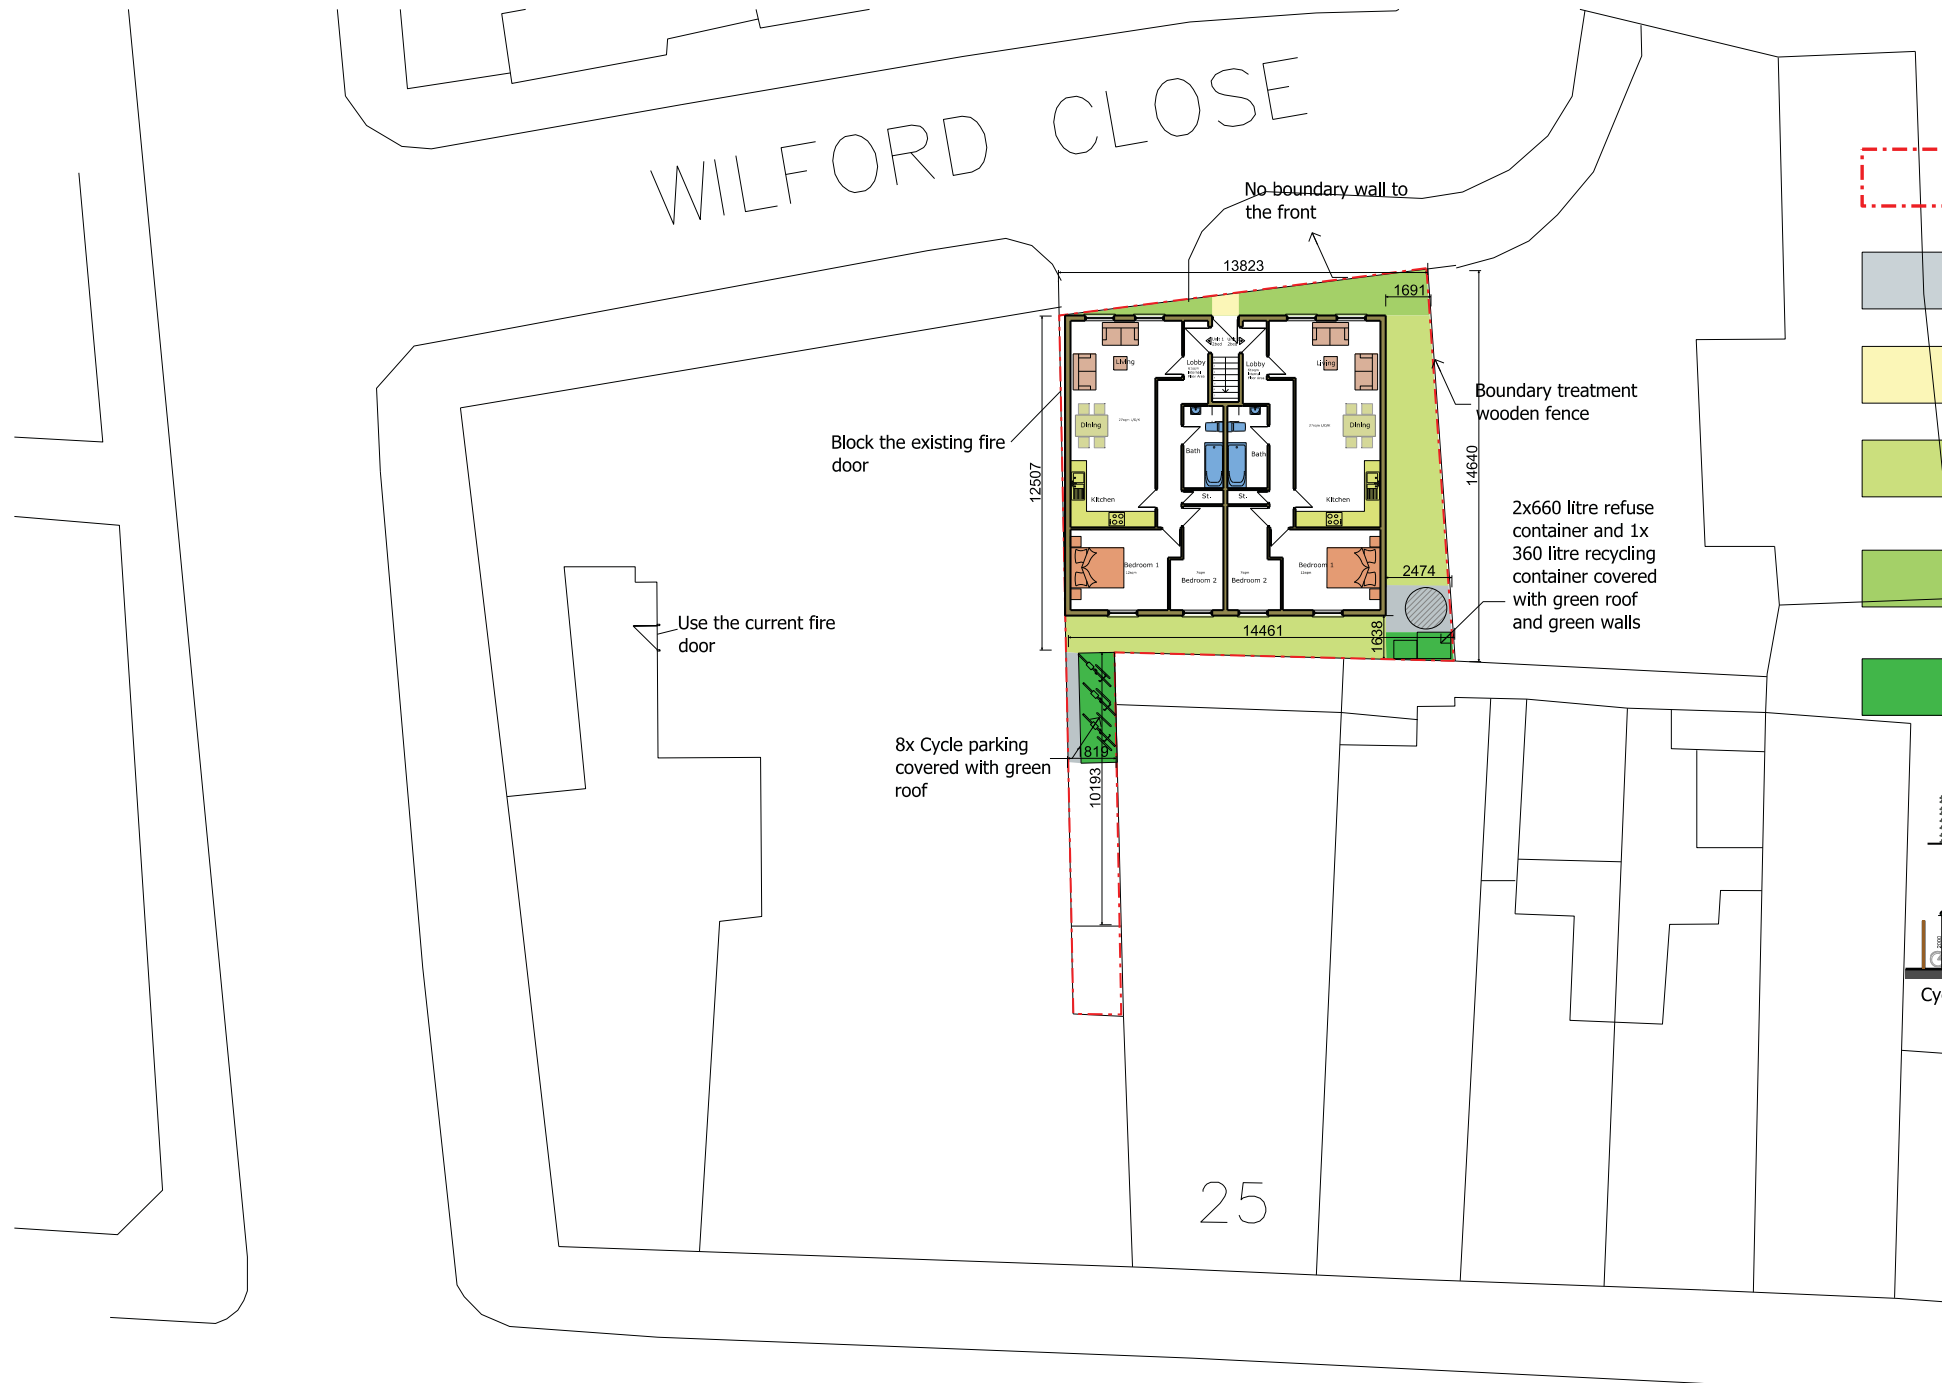 WILFORD CLOSE
No boundary wall to
the front
13823
1691
Boundary treatment
wooden fence
Block the existing fire
door
12507
14640
Living
Lobby
Lobby
Living
Dining
Dining
Bath
Bath
Kitchen
St.
St.
Kitchen
Bedroom 1
Bedroom 2
Bedroom 2
Bedroom 1
2x660 litre refuse
container and 1x
360 litre recycling
container covered
with green roof
and green walls
2474
14461
1638
Use the current fire
door
8x Cycle parking
covered with green
roof
1819
10193
25
2000
Cy